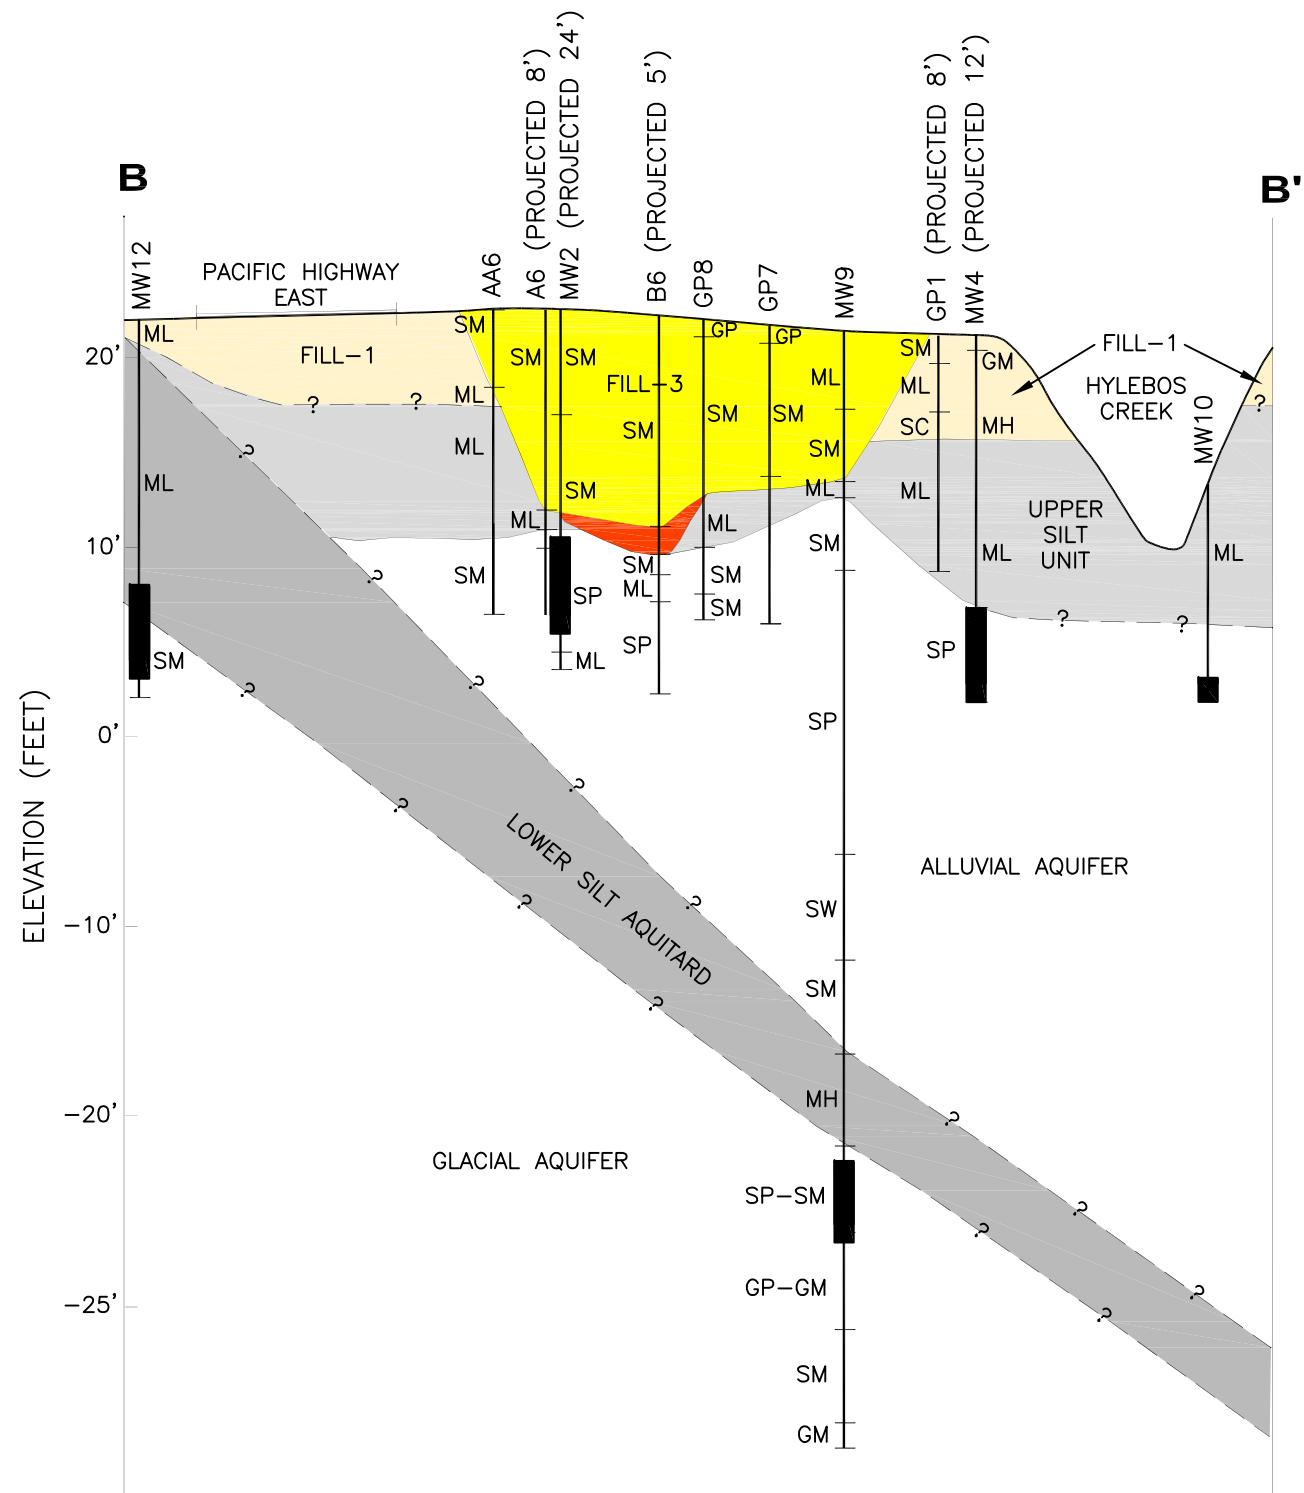 B
B'
MW12
AA6
A6 (PROJECTED 8')
MW2 (PROJECTED 24')
B6 (PROJECTED 5')
GP8
GP7
MW9
GP1 (PROJECTED 8')
MW4 (PROJECTED 12')
PACIFIC HIGHWAY
EAST
ML
SM
GP
GP
SM
GM
FILL-1
20'
FILL-1
SM
SM
FILL-3
ML
ML
HYLEBOS
CREEK
ML
?
?
SM
SM
SM
SC
MH
?
MW10
?
ML
ML
SM
SM
ML
SM
ML
ML
ML
UPPER
SILT
UNIT
10'
SM
ML
ML
?
SM
SM
SM
ML
SP
SM
?
?
SM
ML
SP
SP
?
?
ELEVATION (FEET)
0'
SP
?
?
LOWER SILT AQUITARD
ALLUVIAL AQUIFER
?
?
SW
-10'
SM
?
MH
-20'
?
GLACIAL AQUIFER
SP-SM
?
?
GP-GM
?
-25'
?
SM
GM